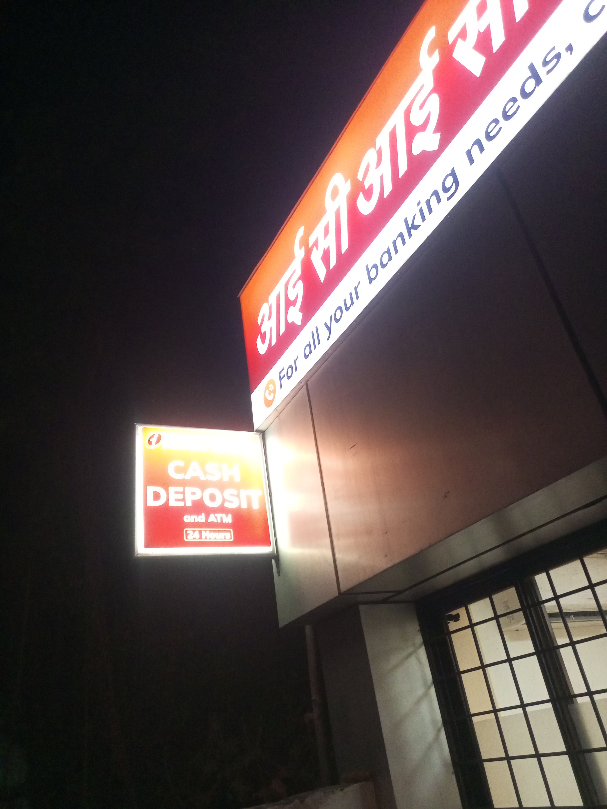 आई सी आई सी
For all your banking needs, c
CASH
DEPOSIT
and ATM
24 Hours